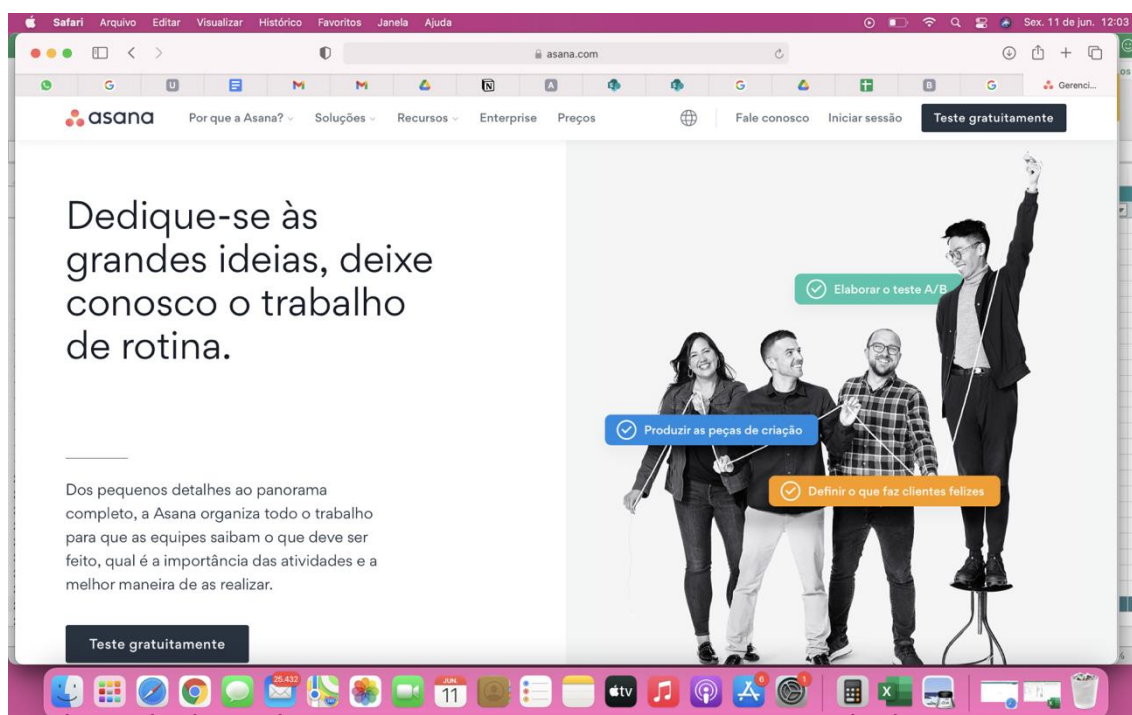 Safari Arquivo Editar Visualizar Histórico Favoritos Janela Ajuda Sex. 11 de jun. 12:03
asana.com
Gerenci...
asana Por que a Asana? Soluções Recursos Enterprise Preços Fale conosco Iniciar sessão Teste gratuitamente
Dedique-se às
grandes ideias, deixe
conosco o trabalho
de rotina.
Elaborar o teste A/B
Produzir as peças de criação
Definir o que faz clientes felizes
Dos pequenos detalhes ao panorama
completo, a Asana organiza todo o trabalho
para que as equipes saibam o que deve ser
feito, qual é a importância das atividades e a
melhor maneira de as realizar.
Teste gratuitamente
25.432
JUN.
11
tv
6
1
X